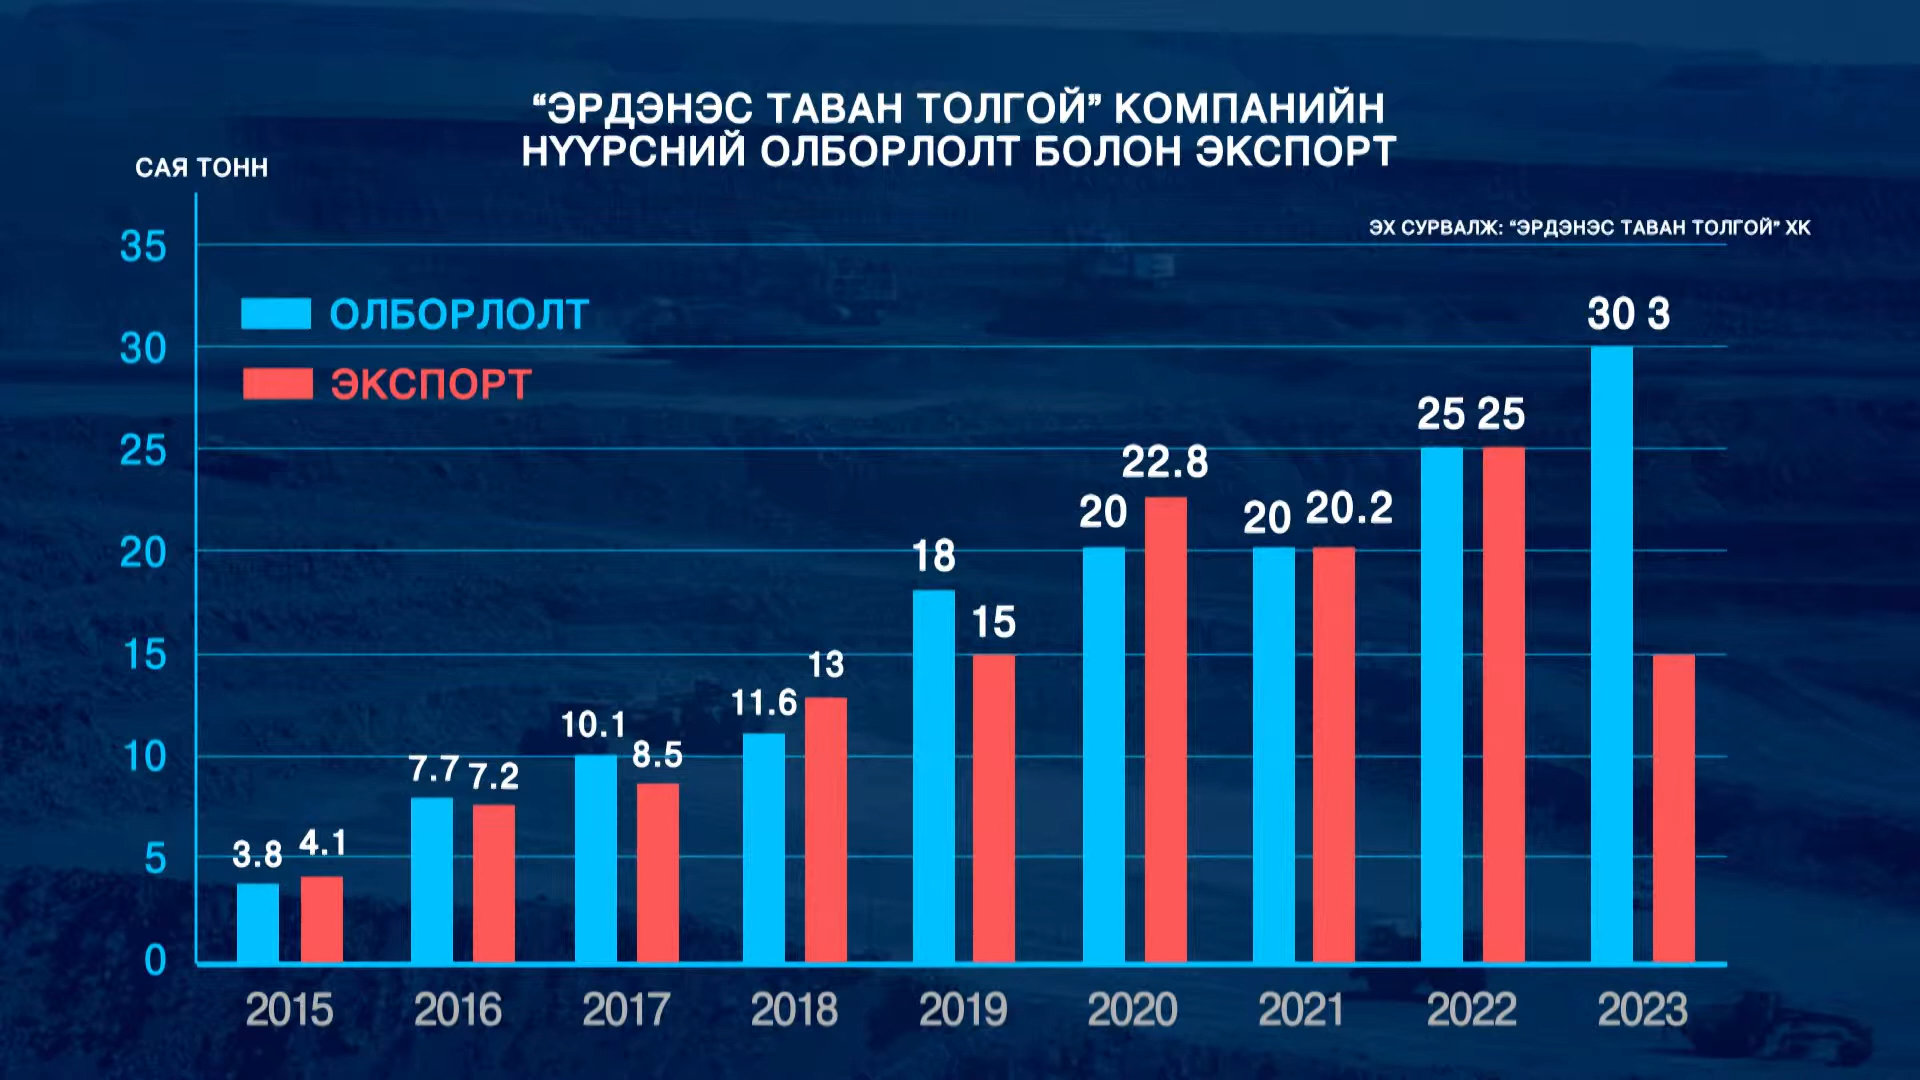 “ЭРДЭНЭС ТАВАН ТОЛГОЙ” КОМПАНИЙН
НҮҮРСНИЙ ОЛБОРЛОЛТ БОЛОН ЭКСПОРТ
САЯ ТОНН
ЭХ СУРВАЛЖ: “ЭРДЭНЭС ТАВАН ТОЛГОЙ” ХК
35
30
25
20
15
10
5
0
ОЛБОРЛОЛТ
ЭКСПОРТ
3.8 4.1
7.7 7.2
10.1 8.5
11.6 13
18 15
20 22.8
20 20.2
25 25
30 3
2015 2016 2017 2018 2019 2020 2021 2022 2023